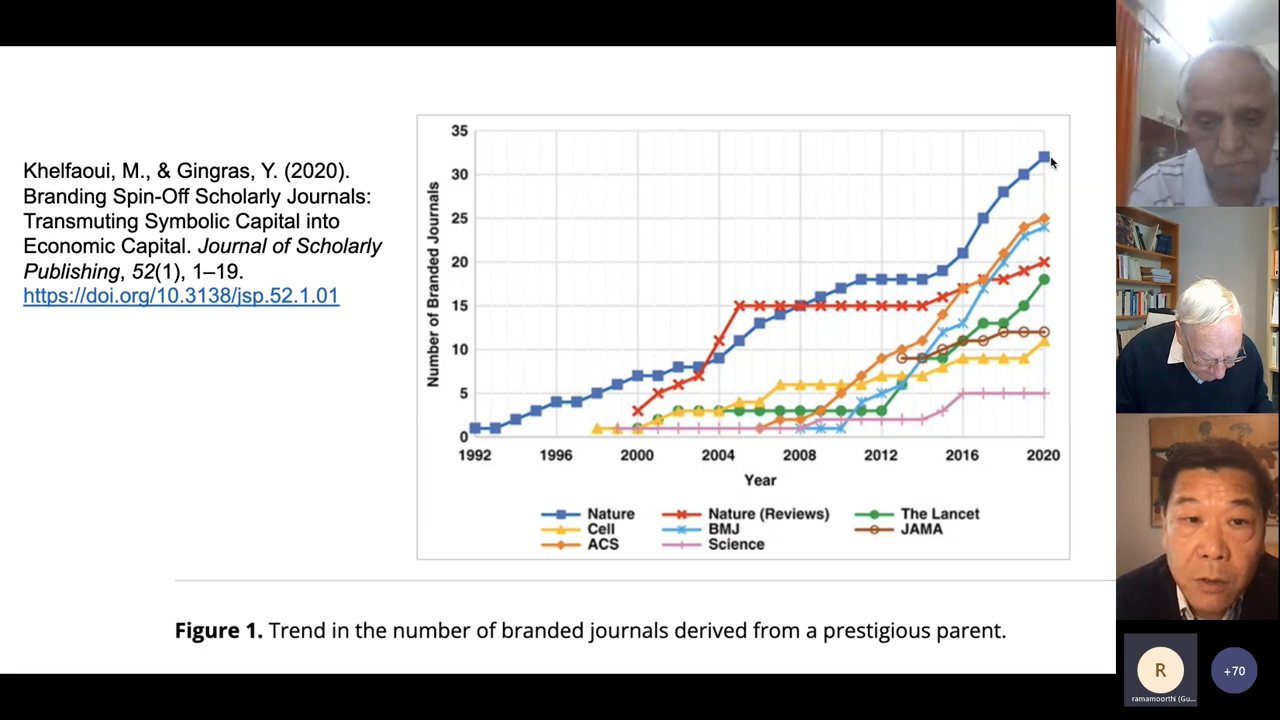 Khelfaoui, M., & Gingras, Y. (2020).
Branding Spin-Off Scholarly Journals:
Transmuting Symbolic Capital into
Economic Capital. Journal of Scholarly
Publishing, 52(1), 1–19.
https://doi.org/10.3138/jsp.52.1.01
Number of Branded Journals
35
30
25
20
15
10
5
0
1992 1996 2000 2004 2008 2012 2016 2020
Year
Nature Nature (Reviews) The Lancet
Cell BMJ JAMA
ACS Science
Figure 1. Trend in the number of branded journals derived from a prestigious parent.
R
ramamoorthi (Gu...
+70